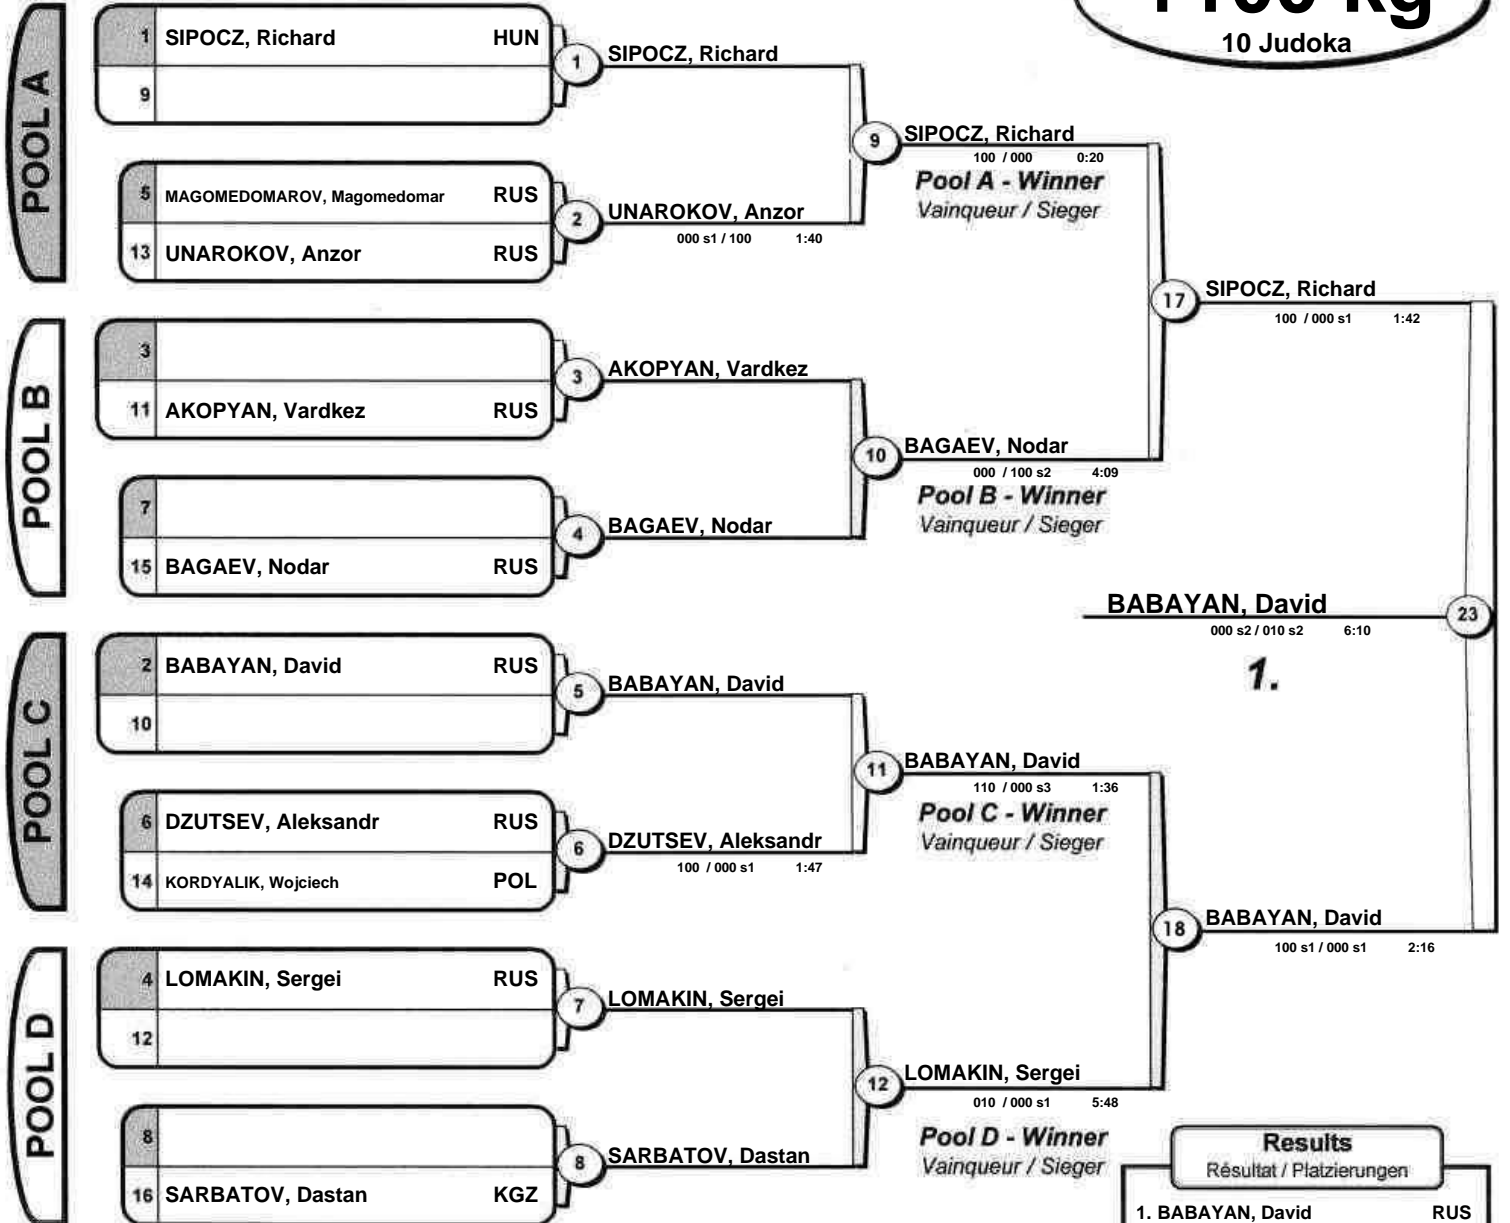 10 Judoka
POOL A
1 SIPOCZ, Richard HUN
9
1 SIPOCZ, Richard
5 MAGOMEDOMAROV, Magomedomar RUS
13 UNAROKOV, Anzor RUS
2 UNAROKOV, Anzor
000 s1 / 100 1:40
9 SIPOCZ, Richard
100 / 000 0:20
Pool A - Winner
Vainqueur / Sieger
POOL B
3
11 AKOPYAN, Vardkez RUS
3 AKOPYAN, Vardkez
7
15 BAGAEV, Nodar RUS
4 BAGAEV, Nodar
10 BAGAEV, Nodar
000 / 100 s2 4:09
Pool B - Winner
Vainqueur / Sieger
17 SIPOCZ, Richard
100 / 000 s1 1:42
BABAYAN, David 23
000 s2 / 010 s2 6:10
1.
POOL C
2 BABAYAN, David RUS
10
5 BABAYAN, David
6 DZUTSEV, Aleksandr RUS
14 KORDYALIK, Wojciech POL
6 DZUTSEV, Aleksandr
100 / 000 s1 1:47
11 BABAYAN, David
110 / 000 s3 1:36
Pool C - Winner
Vainqueur / Sieger
18 BABAYAN, David
100 s1 / 000 s1 2:16
POOL D
4 LOMAKIN, Sergei RUS
12
7 LOMAKIN, Sergei
8
16 SARBATOV, Dastan KGZ
8 SARBATOV, Dastan
12 LOMAKIN, Sergei
010 / 000 s1 5:48
Pool D - Winner
Vainqueur / Sieger
Results
Résultat / Platzierungen
1. BABAYAN, David RUS